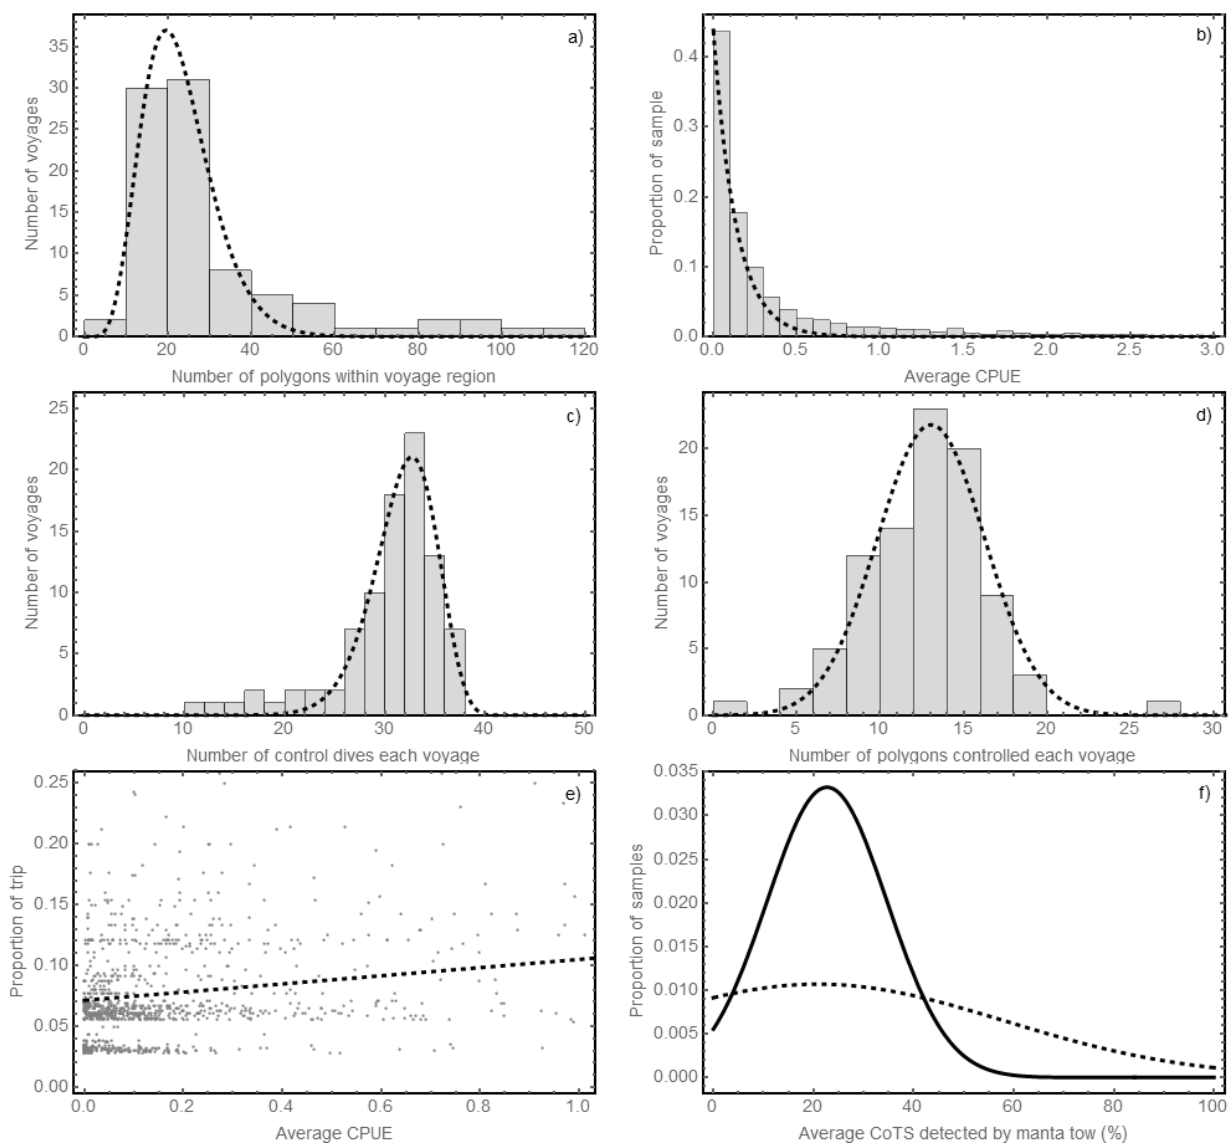 a)
35
30
25
20
15
10
5
0
Number of voyages
0 20 40 60 80 100 120
Number of polygons within voyage region
b)
0.4
0.3
0.2
0.1
0.0
Proportion of sample
0.0 0.5 1.0 1.5 2.0 2.5 3.0
Average CPUE
c)
25
20
15
10
5
0
Number of voyages
0 10 20 30 40 50
Number of control dives each voyage
d)
20
15
10
5
0
Number of voyages
0 5 10 15 20 25 30
Number of polygons controlled each voyage
e)
0.25
0.20
0.15
0.10
0.05
0.00
Proportion of trip
0.0 0.2 0.4 0.6 0.8 1.0
Average CPUE
f)
0.035
0.030
0.025
0.020
0.015
0.010
0.005
0.000
Proportion of samples
0 20 40 60 80 100
Average CoTS detected by manta tow (%)